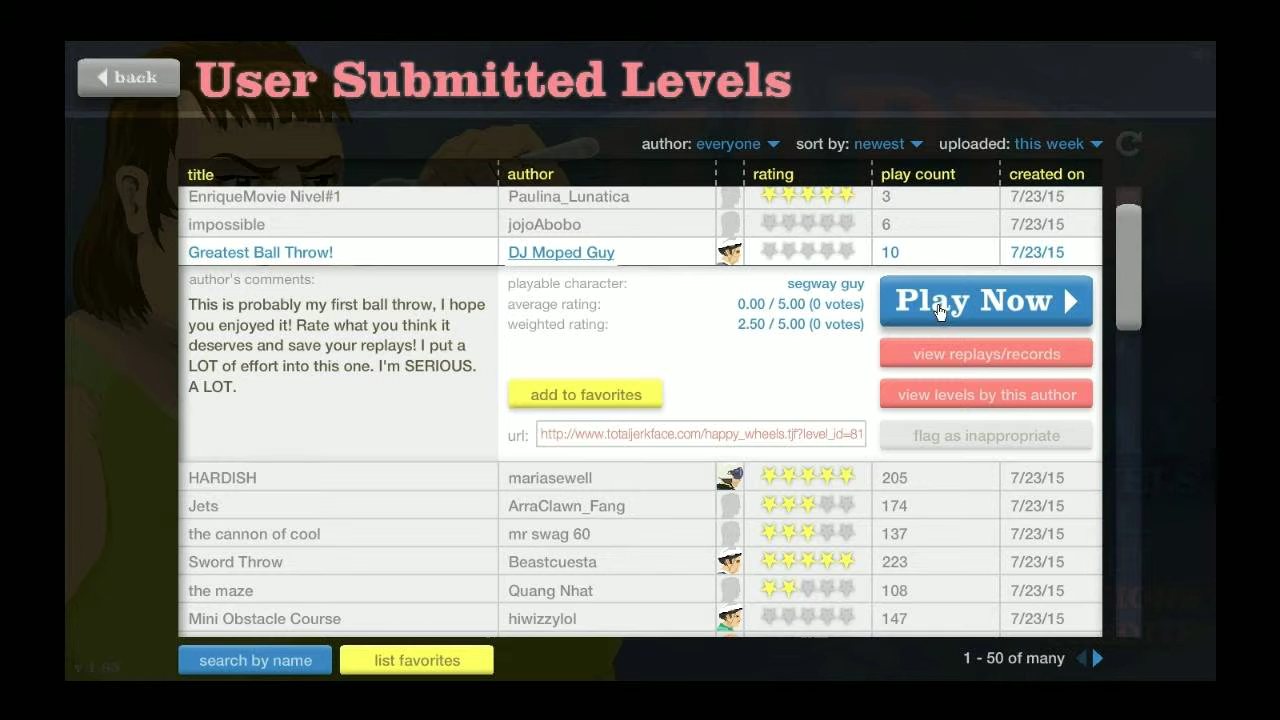 back
User Submitted Levels
author: everyone sort by: newest uploaded: this week
title author rating play count created on
EnriqueMovie Nivel#1 Paulina_Lunatica 3 7/23/15
impossible jojoAbobo 6 7/23/15
Greatest Ball Throw! DJ Moped Guy 10 7/23/15
author's comments:
This is probably my first ball throw, I hope
you enjoyed it! Rate what you think it
deserves and save your replays! I put a
LOT of effort into this one. I'm SERIOUS.
A LOT.
playable character: segway guy
average rating: 0.00 / 5.00 (0 votes)
weighted rating: 2.50 / 5.00 (0 votes)
add to favorites
url: http://www.totaljerkface.com/happy_wheels.tjf?level_id=81
Play Now
view replays/records
view levels by this author
flag as inappropriate
HARDISH mariasewell 205 7/23/15
Jets ArraClawn_Fang 174 7/23/15
the cannon of cool mr swag 60 137 7/23/15
Sword Throw Beastcuesta 223 7/23/15
the maze Quang Nhat 108 7/23/15
Mini Obstacle Course hiwizzylol 147 7/23/15
search by name list favorites 1 - 50 of many